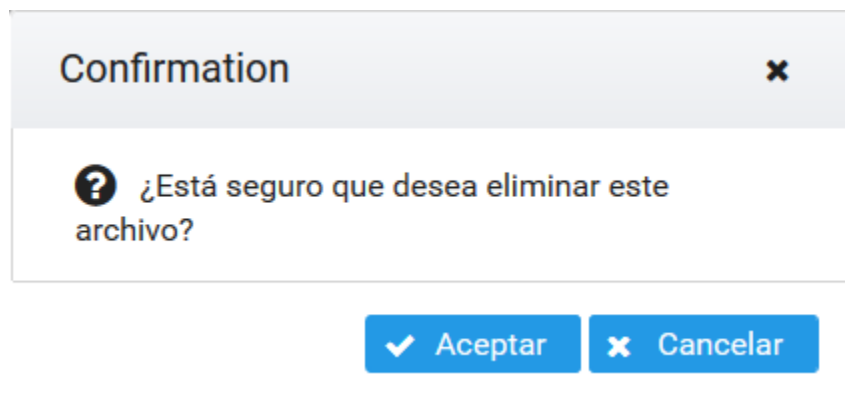 Confirmation
¿Está seguro que desea eliminar este
archivo?
Aceptar
Cancelar